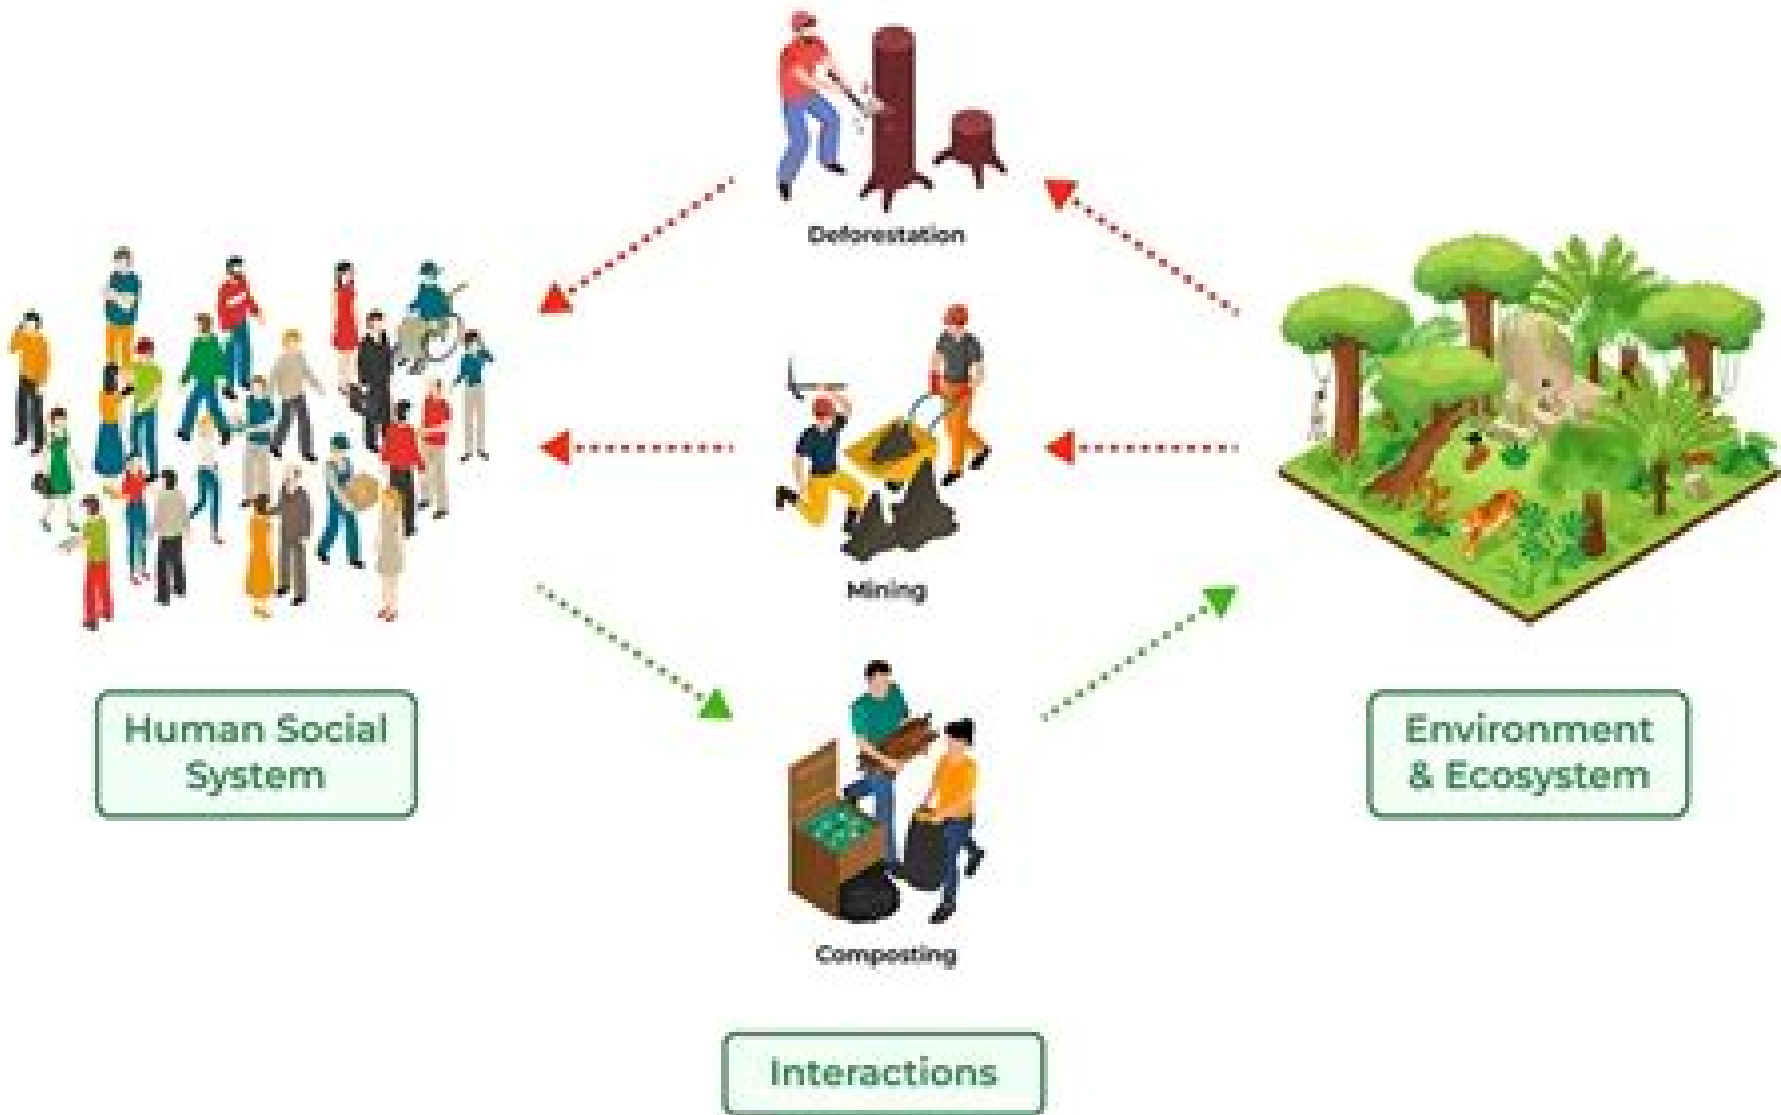 Deforestation
Mining
Human Social
System
Environment
& Ecosystem
Composting
Interactions